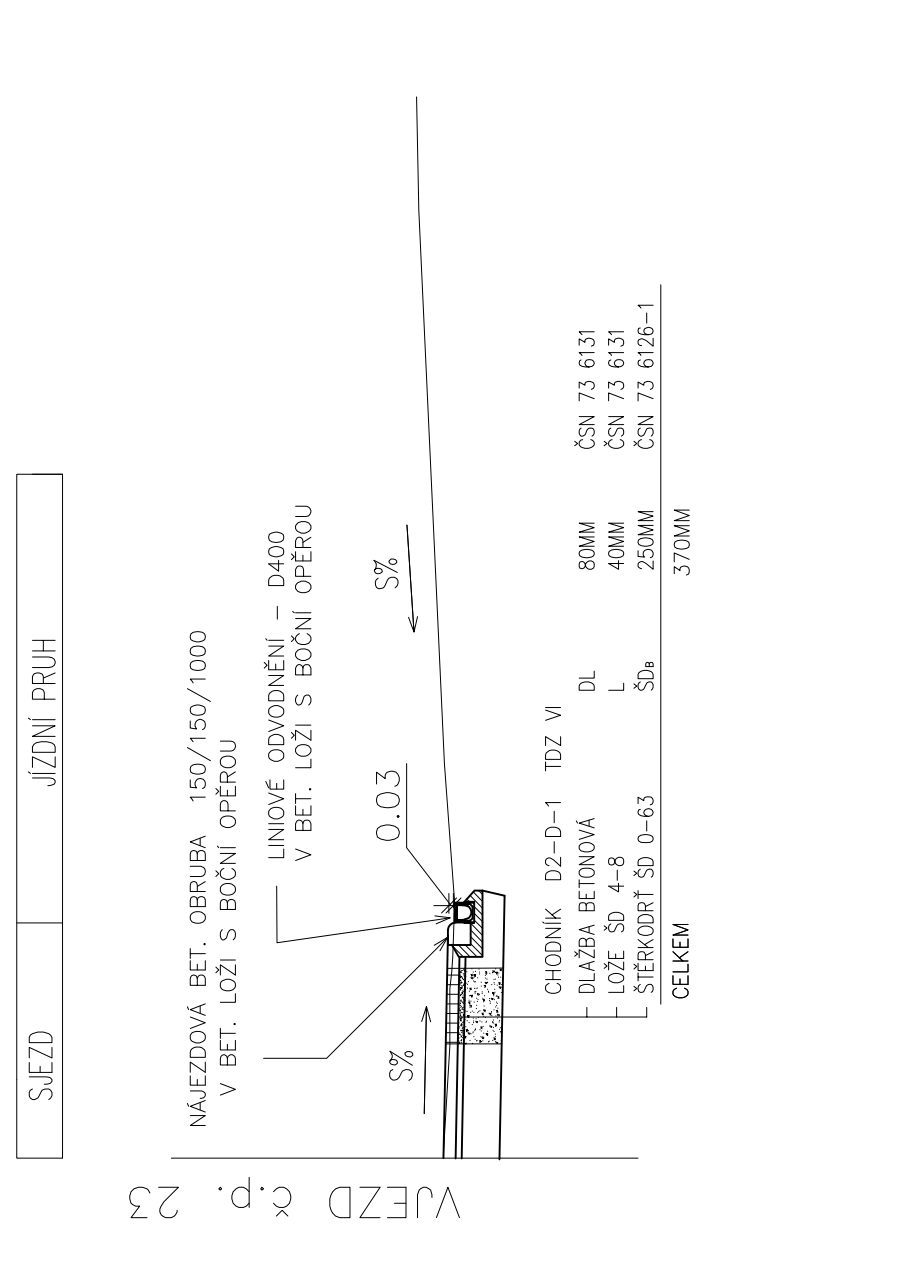 SJEZD
JÍZDNÍ PRUH
NÁJEZDOVÁ BET. OBRUBA 150/150/1000
V BET. LOŽI S BOČNÍ OPĚROU
LINIOVÉ ODVODNĚNÍ – D400
V BET. LOŽI S BOČNÍ OPĚROU
S%
0.03
S%
CHODNÍK D2-D-1 TDZ VI
DLAŽBA BETONOVÁ DL 80MM ČSN 73 6131
LOŽE ŠD 4-8 L 40MM ČSN 73 6131
ŠTĚRKODRŤ ŠD 0-63 ŠDB 250MM ČSN 73 6126-1
CELKEM 370MM
VJEZD č.p. 23